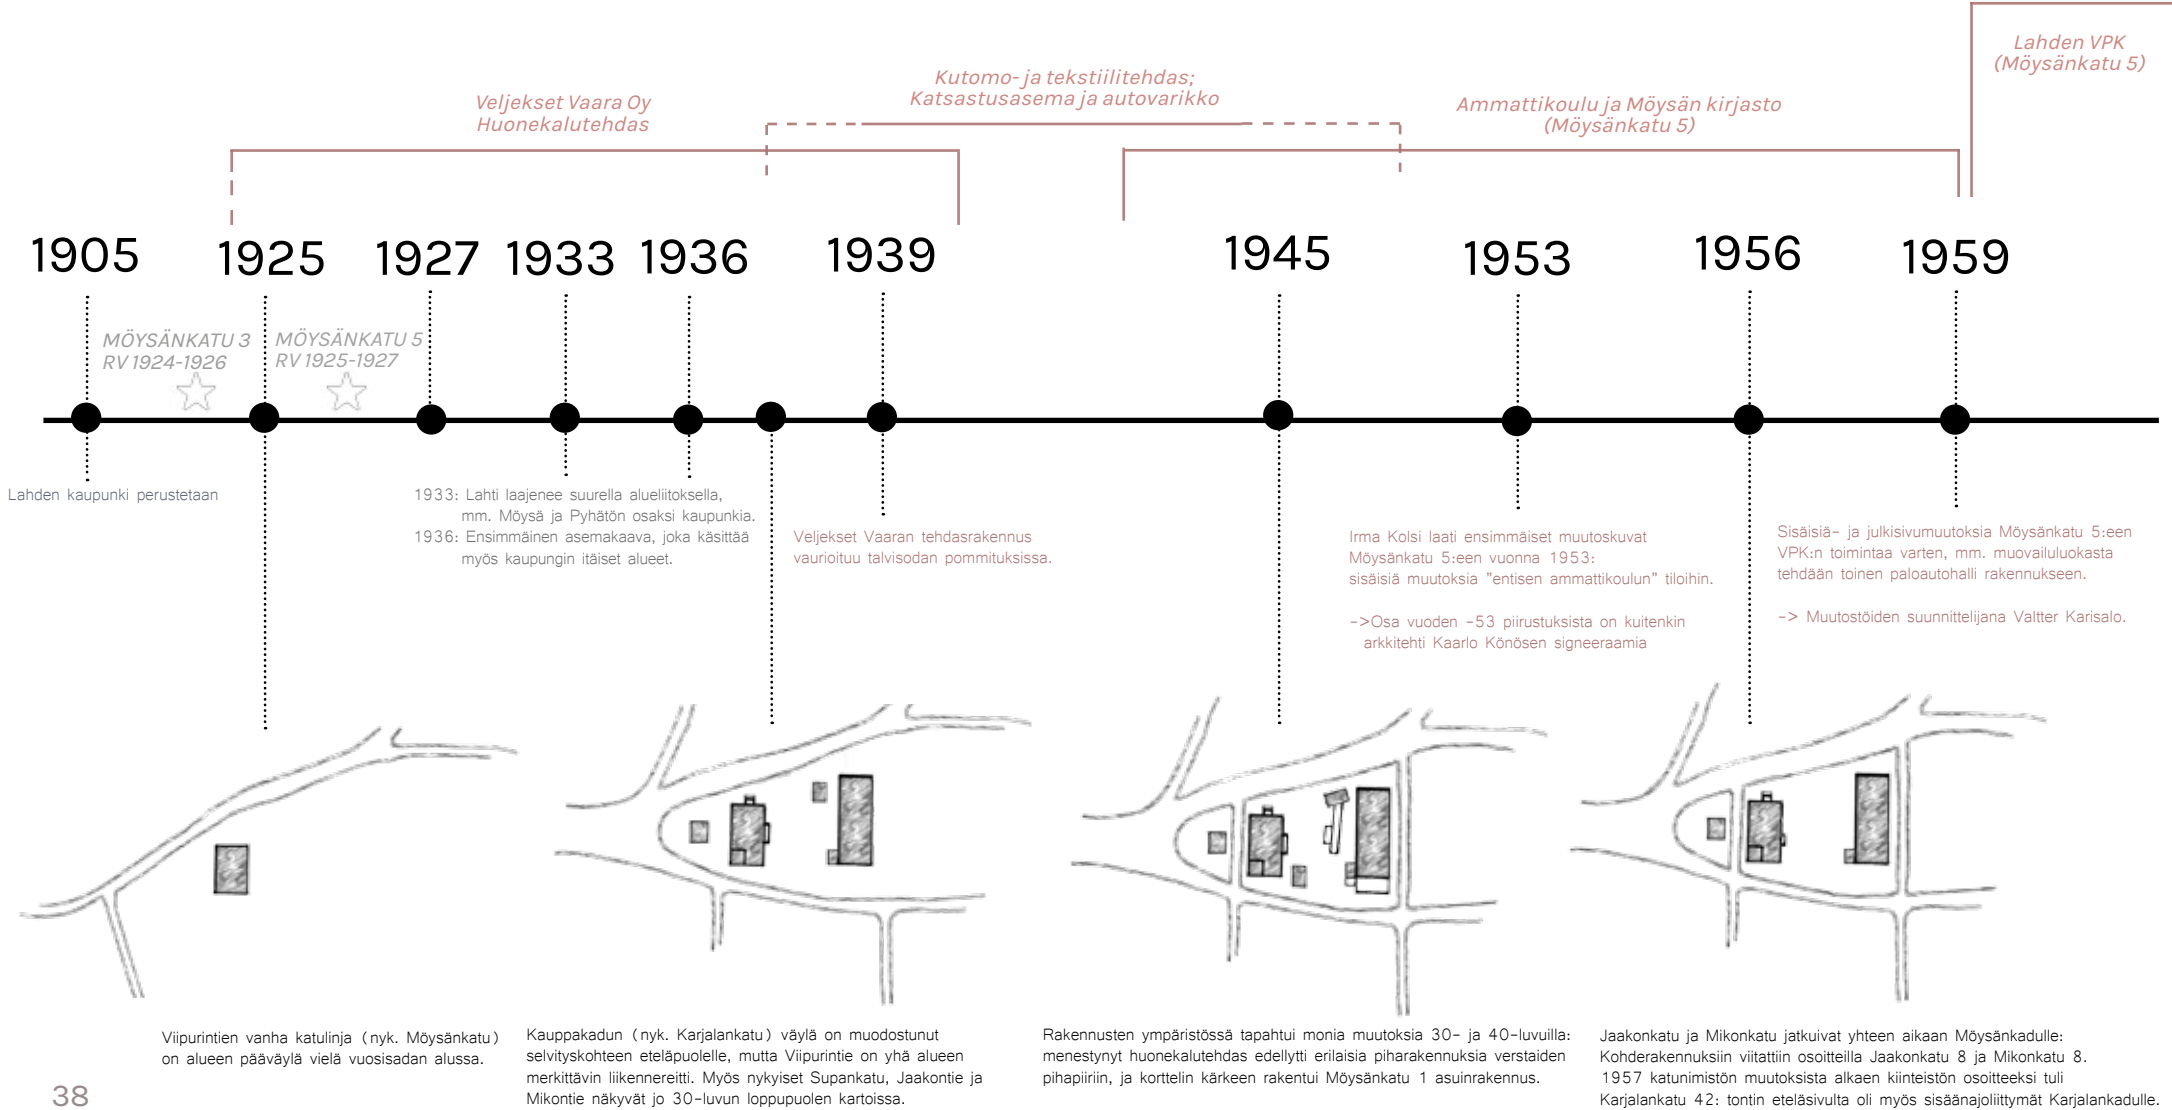 Lahden VPK
(Möysänkatu 5)
Kutomo- ja tekstiilitehdas;
Katsastusasema ja autovarikko
Veljekset Vaara Oy
Huonekalutehdas
Ammattikoulu ja Möysän kirjasto
(Möysänkatu 5)
1905
1925
1927
1933
1936
1939
1945
1953
1956
1959
MÖYSÄNKATU 3
RV 1924-1926
MÖYSÄNKATU 5
RV 1925-1927
Lahden kaupunki perustetaan
1933: Lahti laajenee suurella alueliitoksella,
mm. Möysä ja Pyhätön osaksi kaupunkia.
1936: Ensimmäinen asemakaava, joka käsittää
myös kaupungin itäiset alueet.
Veljekset Vaaran tehdasrakennus
vaurioituu talvisodan pommituksissa.
Irma Kolsi laati ensimmäiset muutoskuvat
Möysänkatu 5:een vuonna 1953:
sisäisiä muutoksia "entisen ammattikoulun" tiloihin.
->Osa vuoden -53 piirustuksista on kuitenkin
arkkitehti Kaarlo Könösen signeeraamia
Sisäisiä- ja julkisivumuutoksia Möysänkatu 5:een
VPK:n toimintaa varten, mm. muovailuluokasta
tehdään toinen paloautohalli rakennukseen.
-> Muutostöiden suunnittelijana Valtter Karisalo.
Viipurintien vanha katulinja (nyk. Möysänkatu)
on alueen pääväylä vielä vuosisadan alussa.
Kauppakadun (nyk. Karjalankatu) väylä on muodostunut
selvityskohteen eteläpuolelle, mutta Viipurintie on yhä alueen
merkittävin liikennereitti. Myös nykyiset Supankatu, Jaakontie ja
Mikontie näkyvät jo 30-luvun loppupuolen kartoissa.
Rakennusten ympäristössä tapahtui monia muutoksia 30- ja 40-luvuilla:
menestynyt huonekalutehdas edellytti erilaisia piharakennuksia verstaiden
pihapiiriin, ja korttelin kärkeen rakentui Möysänkatu 1 asuinrakennus.
Jaakonkatu ja Mikonkatu jatkuivat yhteen aikaan Möysänkadulle:
Kohderakennuksiin viitattiin osoitteilla Jaakonkatu 8 ja Mikonkatu 8.
1957 katunimistön muutoksista alkaen kiinteistön osoitteeksi tuli
Karjalankatu 42: tontin eteläsivulta oli myös sisäänajoliittymät Karjalankadulle.
38